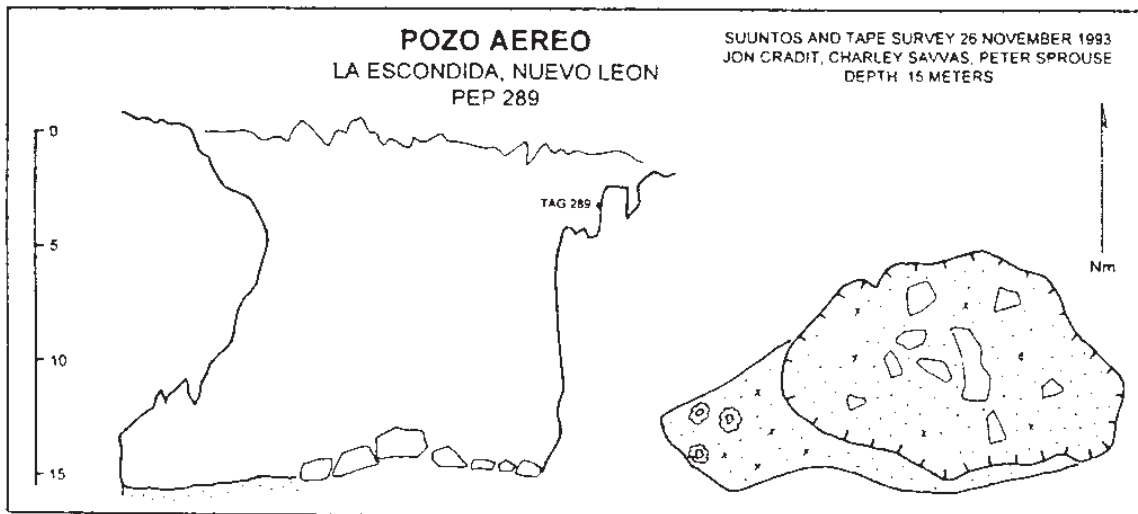 POZO AEREO
LA ESCONDIDA, NUEVO LEON
PEP 289
SUUNTOS AND TAPE SURVEY 26 NOVEMBER 1993
JON CRADIT, CHARLEY SAVVAS, PETER SPROUSE
DEPTH 15 METERS
0
5
10
15
TAG 289
Nm